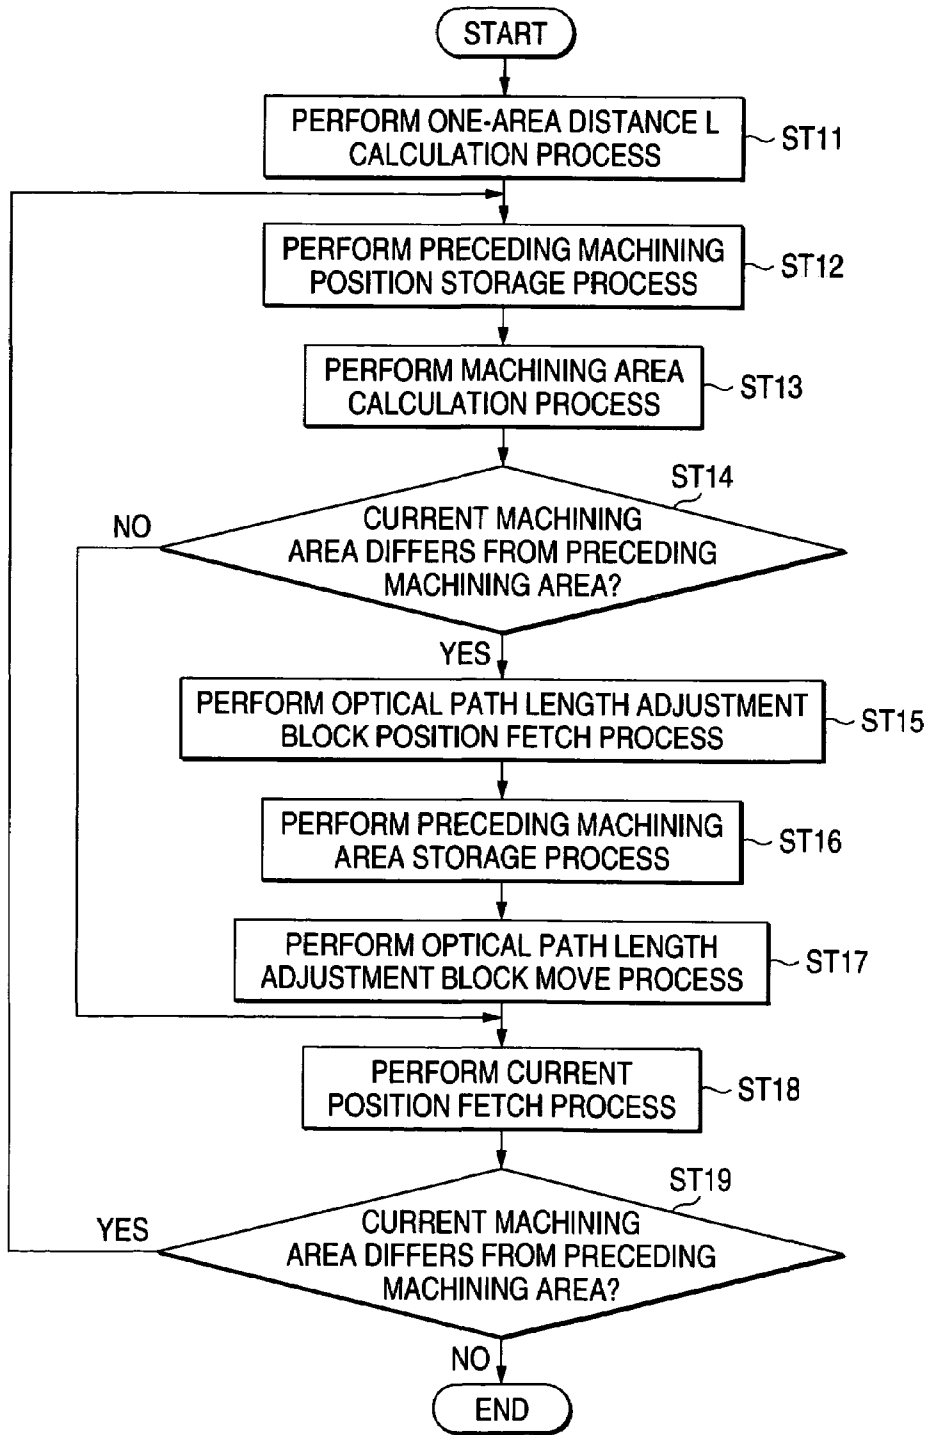 START
PERFORM ONE-AREA DISTANCE L
CALCULATION PROCESS
ST11
PERFORM PRECEDING MACHINING
POSITION STORAGE PROCESS
ST12
PERFORM MACHINING AREA
CALCULATION PROCESS
ST13
ST14
NO
CURRENT MACHINING
AREA DIFFERS FROM PRECEDING
MACHINING AREA?
YES
PERFORM OPTICAL PATH LENGTH ADJUSTMENT
BLOCK POSITION FETCH PROCESS
ST15
PERFORM PRECEDING MACHINING
AREA STORAGE PROCESS
ST16
PERFORM OPTICAL PATH LENGTH
ADJUSTMENT BLOCK MOVE PROCESS
ST17
PERFORM CURRENT
POSITION FETCH PROCESS
ST18
ST19
YES
CURRENT MACHINING
AREA DIFFERS FROM PRECEDING
MACHINING AREA?
NO
END